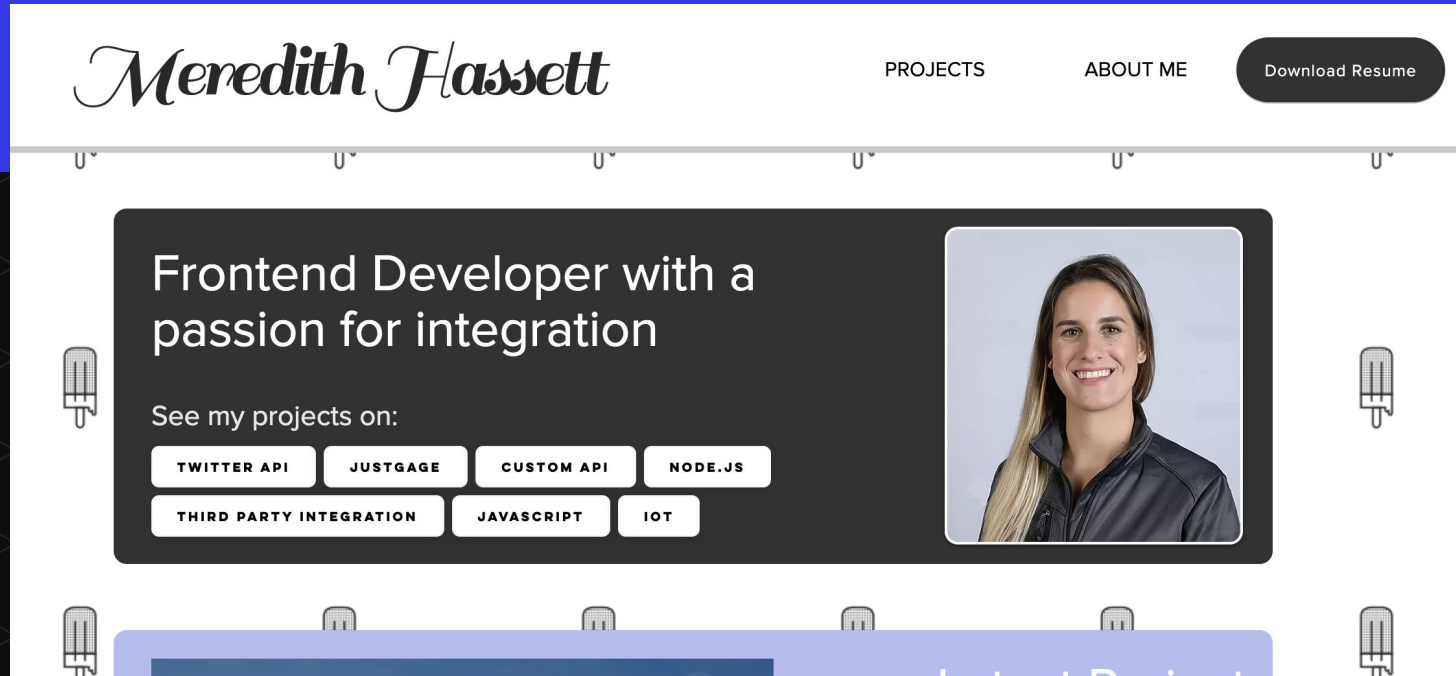 Meredith Hassett
PROJECTS
ABOUT ME
Download Resume
Frontend Developer with a
passion for integration
See my projects on:
TWITTER API
JUSTGAGE
CUSTOM API
NODE.JS
THIRD PARTY INTEGRATION
JAVASCRIPT
IOT